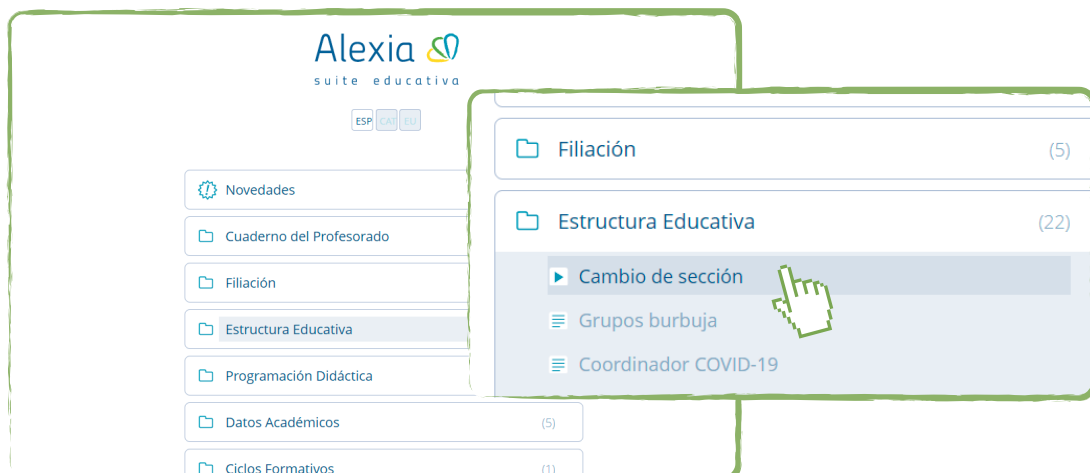 Alexia
suite educativa
ESP CAT EU
Novedades
Cuaderno del Profesorado
Filiación
Estructura Educativa
Programación Didáctica
Datos Académicos (5)
Ciclos Formativos (1)
Filiación (5)
Estructura Educativa (22)
Cambio de sección
Grupos burbuja
Coordinador COVID-19